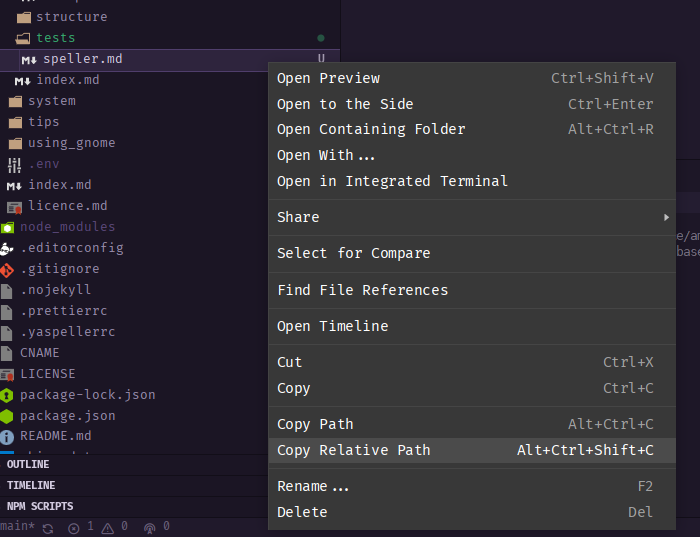 structure
tests
speller.md U
index.md
system
tips
using_gnome
.env
index.md
licence.md
node_modules
.editorconfig
.gitignore
.nojekyll
.prettierrc
.yaspellerrc
CNAME
LICENSE
package-lock.json
package.json
README.md
OUTLINE
TIMELINE
NPM SCRIPTS
main* 1 0 0
Open Preview Ctrl+Shift+V
Open to the Side Ctrl+Enter
Open Containing Folder Alt+Ctrl+R
Open With...
Open in Integrated Terminal
Share
Select for Compare
Find File References
Open Timeline
Cut Ctrl+X
Copy Ctrl+C
Copy Path Alt+Ctrl+C
Copy Relative Path Alt+Ctrl+Shift+C
Rename... F2
Delete Del